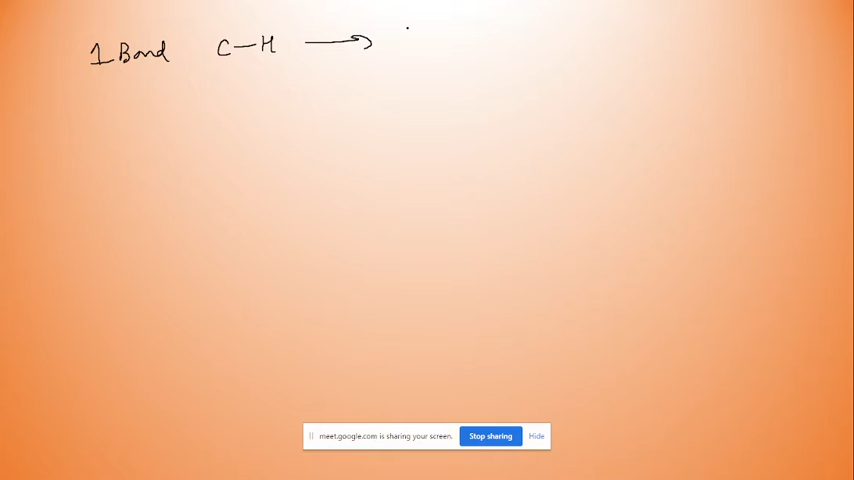 1 Bond C—H ⟶
meet.google.com is sharing your screen. Stop sharing Hide